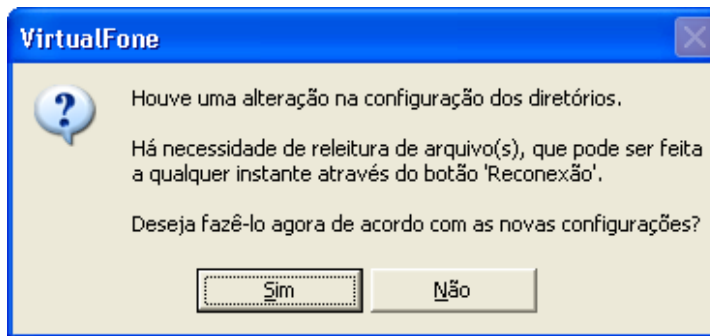 VirtualFone
Houve uma alteração na configuração dos diretórios.
Há necessidade de releitura de arquivo(s), que pode ser feita
a qualquer instante através do botão 'Reconexão'.
Deseja fazê-lo agora de acordo com as novas configurações?
Sim
Não